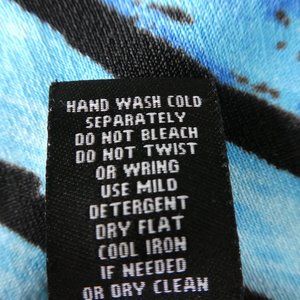 HAND WASH COLD
SEPARATELY
DO NOT BLEACH
DO NOT TWIST
OR WRING
USE MILD
DETERGENT
DRY FLAT
COOL IRON
IF NEEDED
OR DRY CLEAN